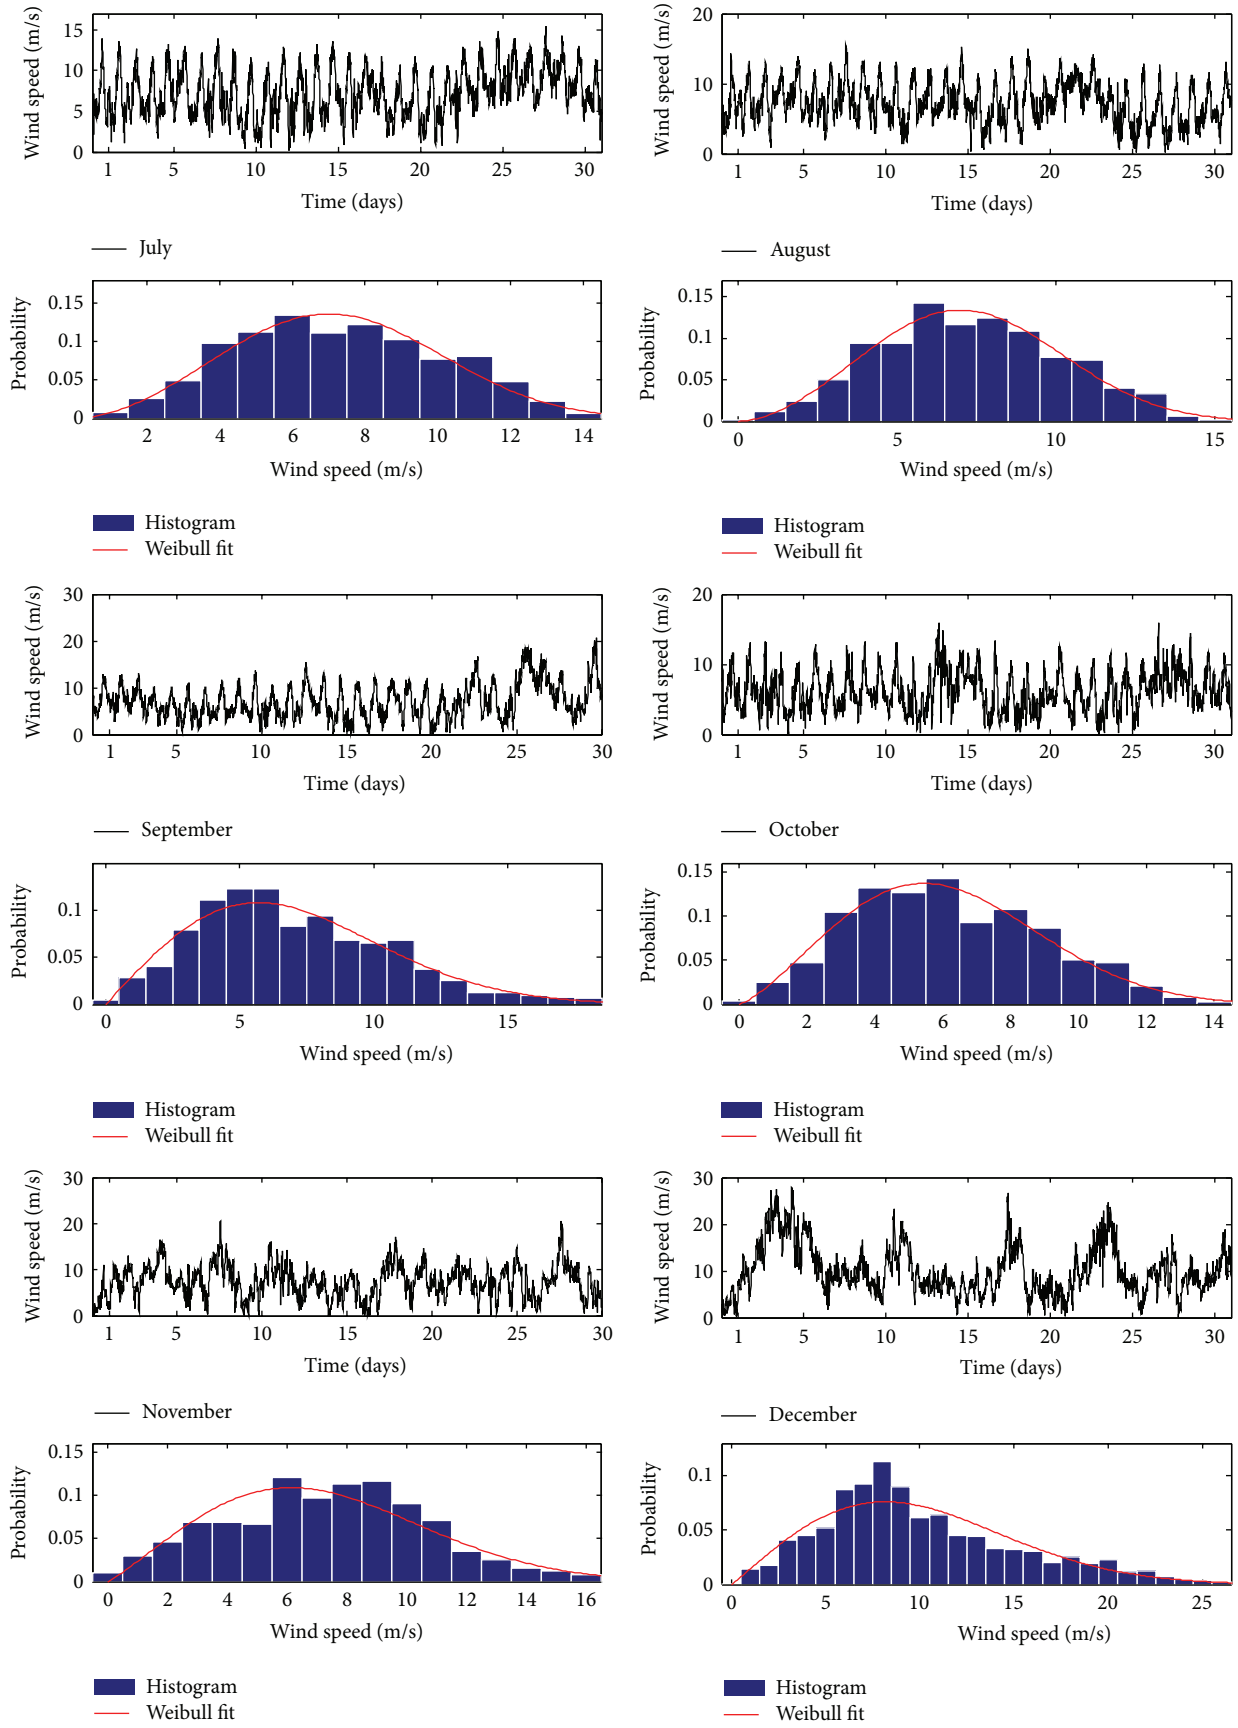 Wind speed (m/s)
15
10
5
0
1 5 10 15 20 25 30
Time (days)
July
Wind speed (m/s)
20
10
0
1 5 10 15 20 25 30
Time (days)
August
Probability
0.15
0.1
0.05
0
2 4 6 8 10 12 14
Wind speed (m/s)
Histogram
Weibull fit
Probability
0.15
0.1
0.05
0
0 5 10 15
Wind speed (m/s)
Histogram
Weibull fit
Wind speed (m/s)
30
20
10
0
1 5 10 15 20 25 30
Time (days)
September
Wind speed (m/s)
20
10
0
1 5 10 15 20 25 30
Time (days)
October
Probability
0.1
0.05
0
0 5 10 15
Wind speed (m/s)
Histogram
Weibull fit
Probability
0.15
0.1
0.05
0
0 2 4 6 8 10 12 14
Wind speed (m/s)
Histogram
Weibull fit
Wind speed (m/s)
30
20
10
0
1 5 10 15 20 25 30
Time (days)
November
Wind speed (m/s)
30
20
10
0
1 5 10 15 20 25 30
Time (days)
December
Probability
0.15
0.1
0.05
0
0 2 4 6 8 10 12 14 16
Wind speed (m/s)
Histogram
Weibull fit
Probability
0.1
0.05
0
0 5 10 15 20 25
Wind speed (m/s)
Histogram
Weibull fit